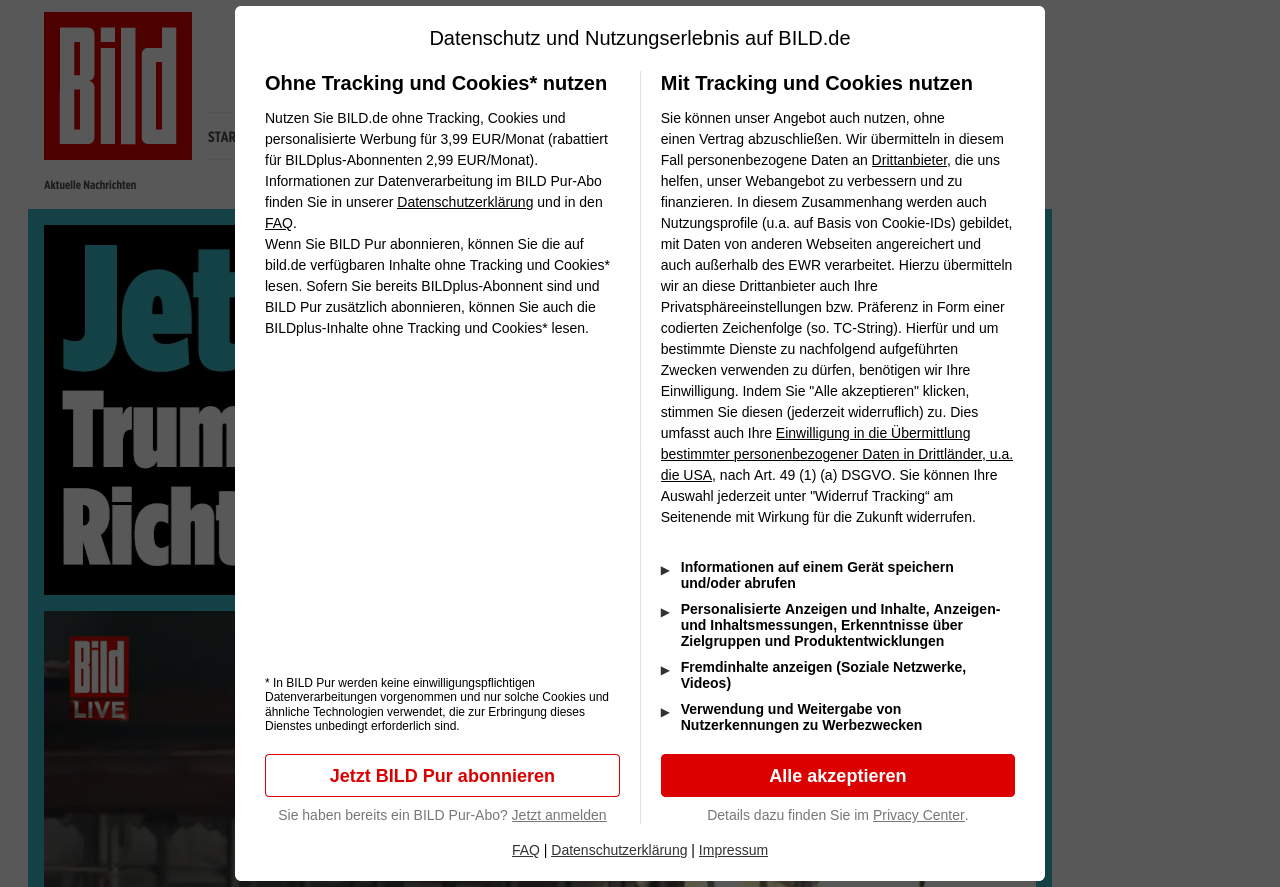 Bild
STAR
Aktuelle Nachrichten
Jet
Trum
Richt
Bild
LIVE
Datenschutz und Nutzungserlebnis auf BILD.de
Ohne Tracking und Cookies* nutzen
Nutzen Sie BILD.de ohne Tracking, Cookies und
personalisierte Werbung für 3,99 EUR/Monat (rabattiert
für BILDplus-Abonnenten 2,99 EUR/Monat).
Informationen zur Datenverarbeitung im BILD Pur-Abo
finden Sie in unserer Datenschutzerklärung und in den
FAQ.
Wenn Sie BILD Pur abonnieren, können Sie die auf
bild.de verfügbaren Inhalte ohne Tracking und Cookies*
lesen. Sofern Sie bereits BILDplus-Abonnent sind und
BILD Pur zusätzlich abonnieren, können Sie auch die
BILDplus-Inhalte ohne Tracking und Cookies* lesen.
* In BILD Pur werden keine einwilligungspflichtigen
Datenverarbeitungen vorgenommen und nur solche Cookies und
ähnliche Technologien verwendet, die zur Erbringung dieses
Dienstes unbedingt erforderlich sind.
Jetzt BILD Pur abonnieren
Sie haben bereits ein BILD Pur-Abo? Jetzt anmelden
Mit Tracking und Cookies nutzen
Sie können unser Angebot auch nutzen, ohne
einen Vertrag abzuschließen. Wir übermitteln in diesem
Fall personenbezogene Daten an Drittanbieter, die uns
helfen, unser Webangebot zu verbessern und zu
finanzieren. In diesem Zusammenhang werden auch
Nutzungsprofile (u.a. auf Basis von Cookie-IDs) gebildet,
mit Daten von anderen Webseiten angereichert und
auch außerhalb des EWR verarbeitet. Hierzu übermitteln
wir an diese Drittanbieter auch Ihre
Privatsphäreeinstellungen bzw. Präferenz in Form einer
codierten Zeichenfolge (so. TC-String). Hierfür und um
bestimmte Dienste zu nachfolgend aufgeführten
Zwecken verwenden zu dürfen, benötigen wir Ihre
Einwilligung. Indem Sie "Alle akzeptieren" klicken,
stimmen Sie diesen (jederzeit widerruflich) zu. Dies
umfasst auch Ihre Einwilligung in die Übermittlung
bestimmter personenbezogener Daten in Drittländer, u.a.
die USA, nach Art. 49 (1) (a) DSGVO. Sie können Ihre
Auswahl jederzeit unter "Widerruf Tracking“ am
Seitenende mit Wirkung für die Zukunft widerrufen.
Informationen auf einem Gerät speichern
und/oder abrufen
Personalisierte Anzeigen und Inhalte, Anzeigen-
und Inhaltsmessungen, Erkenntnisse über
Zielgruppen und Produktentwicklungen
Fremdinhalte anzeigen (Soziale Netzwerke,
Videos)
Verwendung und Weitergabe von
Nutzerkennungen zu Werbezwecken
Alle akzeptieren
Details dazu finden Sie im Privacy Center.
FAQ | Datenschutzerklärung | Impressum